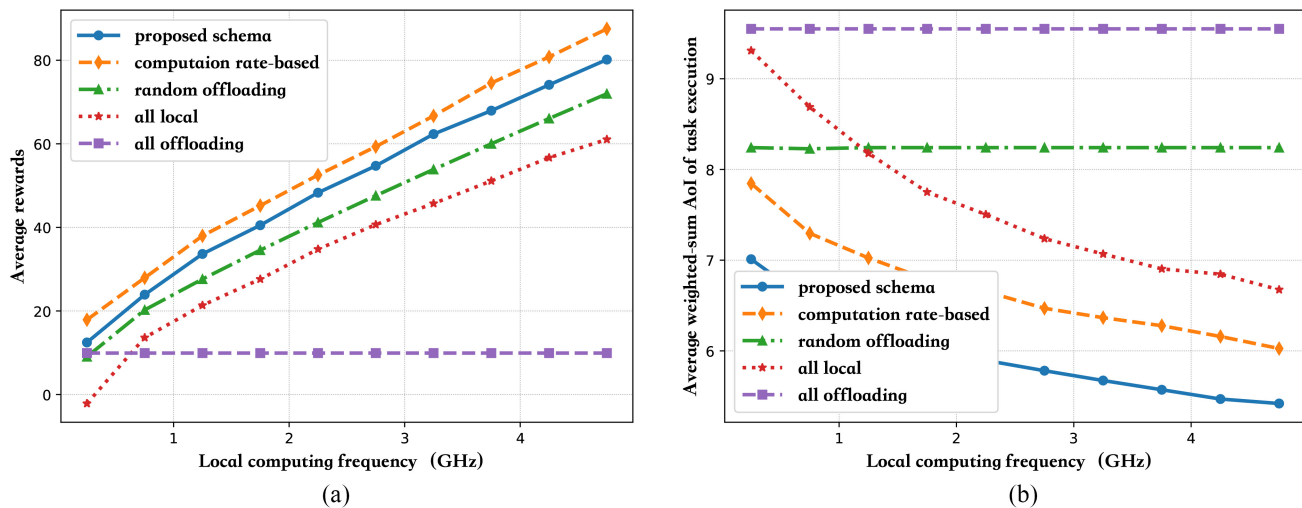 proposed schema
computaion rate-based
random offloading
all local
all offloading
80
60
40
20
0
Average rewards
1
2
3
4
Local computing frequency (GHz)
(a)
9
8
7
6
Average weighted-sum AoI of task execution
proposed schema
computation rate-based
random offloading
all local
all offloading
1
2
3
4
Local computing frequency (GHz)
(b)